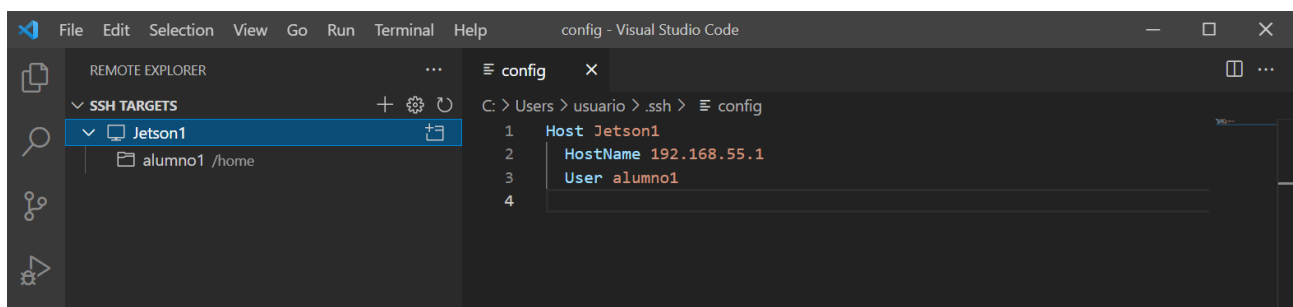 File Edit Selection View Go Run Terminal Help config - Visual Studio Code
REMOTE EXPLORER
SSH TARGETS
Jetson1
alumno1 /home
config
C: > Users > usuario > .ssh > config
1 Host Jetson1
2 HostName 192.168.55.1
3 User alumno1
4